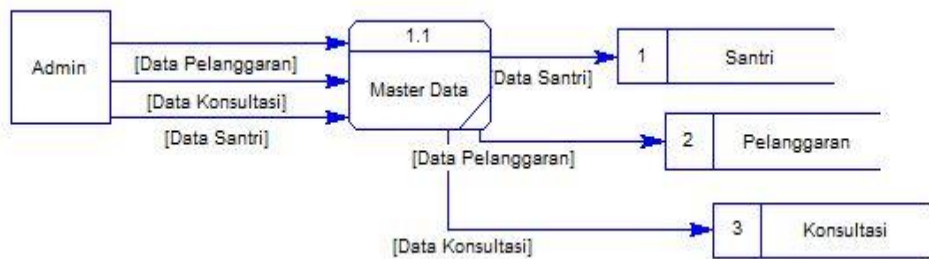 Admin
[Data Pelanggaran]
[Data Konsultasi]
[Data Santri]
1.1
Master Data
[Data Santri]
1
Santri
[Data Pelanggaran]
2
Pelanggaran
[Data Konsultasi]
3
Konsultasi